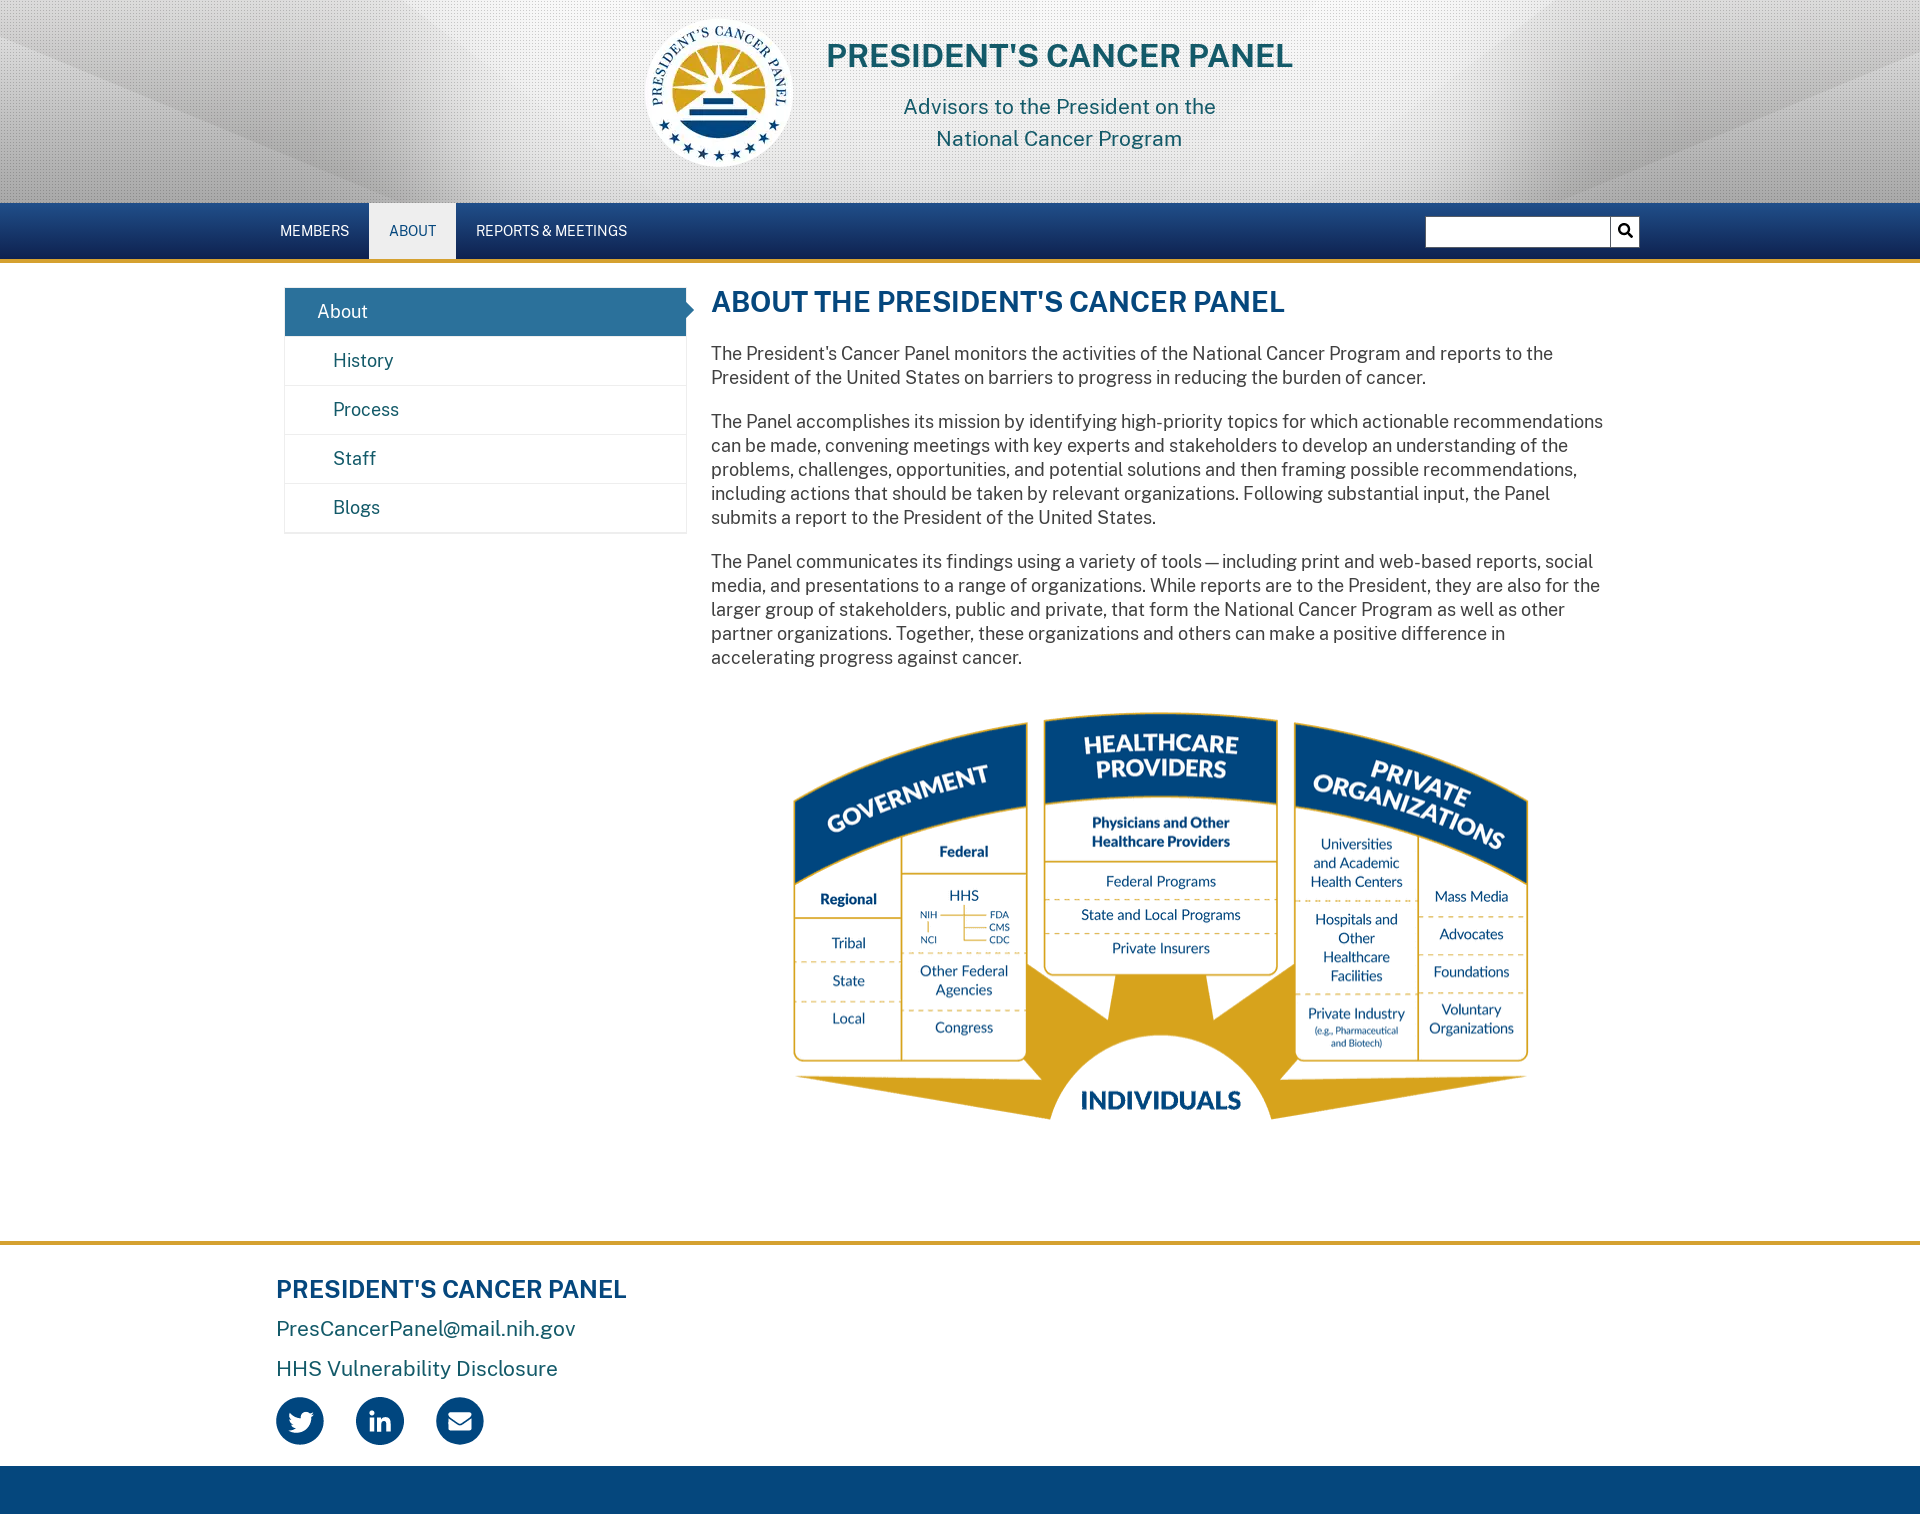 PRESIDENT'S CANCER PANEL
PRESIDENT'S CANCER PANEL
Advisors to the President on the
National Cancer Program
MEMBERS
ABOUT
REPORTS & MEETINGS
About
History
Process
Staff
Blogs
ABOUT THE PRESIDENT'S CANCER PANEL
The President's Cancer Panel monitors the activities of the National Cancer Program and reports to the
President of the United States on barriers to progress in reducing the burden of cancer.
The Panel accomplishes its mission by identifying high-priority topics for which actionable recommendations
can be made, convening meetings with key experts and stakeholders to develop an understanding of the
problems, challenges, opportunities, and potential solutions and then framing possible recommendations,
including actions that should be taken by relevant organizations. Following substantial input, the Panel
submits a report to the President of the United States.
The Panel communicates its findings using a variety of tools—including print and web-based reports, social
media, and presentations to a range of organizations. While reports are to the President, they are also for the
larger group of stakeholders, public and private, that form the National Cancer Program as well as other
partner organizations. Together, these organizations and others can make a positive difference in
accelerating progress against cancer.
GOVERNMENT
Regional
Tribal
State
Local
Federal
HHS
NIH
FDA
CMS
NCI
CDC
Other Federal
Agencies
Congress
HEALTHCARE
PROVIDERS
Physicians and Other
Healthcare Providers
Federal Programs
State and Local Programs
Private Insurers
PRIVATE
ORGANIZATIONS
Universities
and Academic
Health Centers
Hospitals and
Other
Healthcare
Facilities
Private Industry
(e.g., Pharmaceutical
and Biotech)
Mass Media
Advocates
Foundations
Voluntary
Organizations
INDIVIDUALS
PRESIDENT'S CANCER PANEL
PresCancerPanel@mail.nih.gov
HHS Vulnerability Disclosure
in